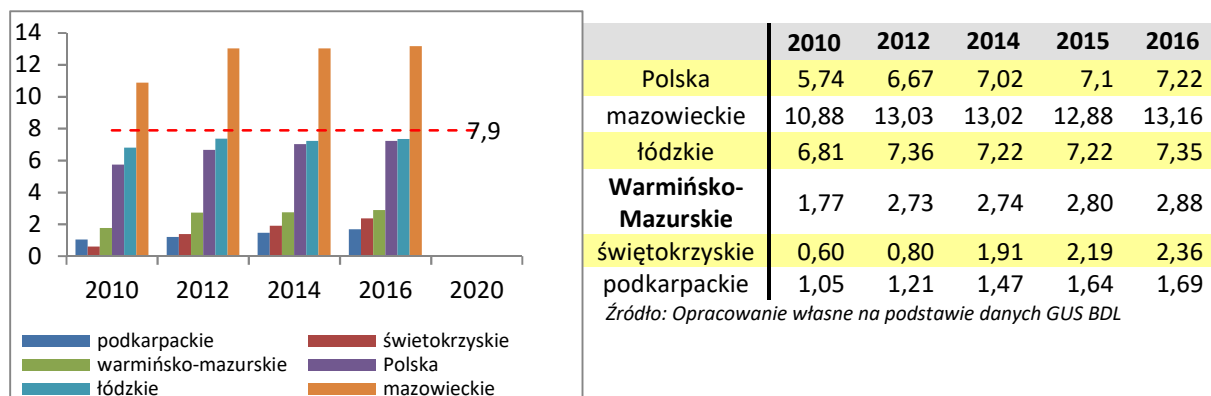 14
12
10
8
6
4
2
0
7,9
2010 2012 2014 2016 2020
podkarpackie świetokrzyskie
warmińsko-mazurskie Polska
łódzkie mazowieckie
2010 2012 2014 2015 2016
Polska 5,74 6,67 7,02 7,1 7,22
mazowieckie 10,88 13,03 13,02 12,88 13,16
łódzkie 6,81 7,36 7,22 7,22 7,35
Warmińsko-
Mazurskie 1,77 2,73 2,74 2,80 2,88
świętokrzyskie 0,60 0,80 1,91 2,19 2,36
podkarpackie 1,05 1,21 1,47 1,64 1,69
Źródło: Opracowanie własne na podstawie danych GUS BDL